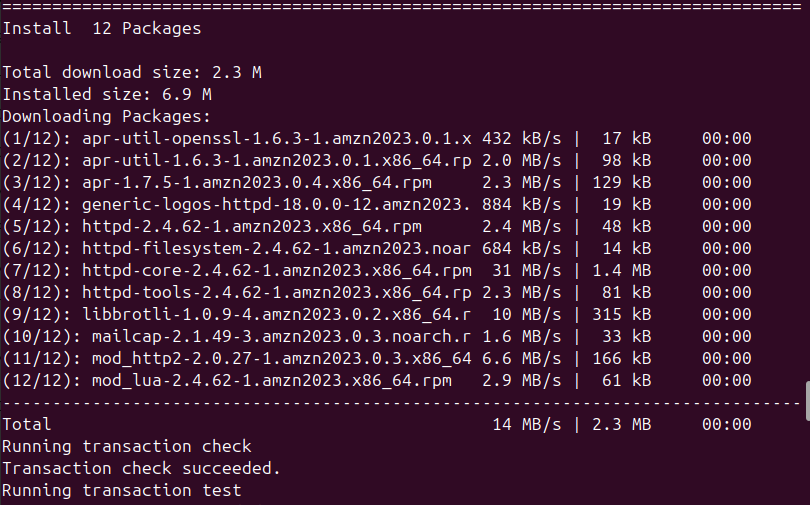 ================================================================================
Install  12 Packages
Total download size: 2.3 M
Installed size: 6.9 M
Downloading Packages:
(1/12): apr-util-openssl-1.6.3-1.amzn2023.0.1.x 432 kB/s |  17 kB     00:00
(2/12): apr-util-1.6.3-1.amzn2023.0.1.x86_64.rp 2.0 MB/s |  98 kB     00:00
(3/12): apr-1.7.5-1.amzn2023.0.4.x86_64.rpm     2.3 MB/s | 129 kB     00:00
(4/12): generic-logos-httpd-18.0.0-12.amzn2023. 884 kB/s |  19 kB     00:00
(5/12): httpd-2.4.62-1.amzn2023.x86_64.rpm      2.4 MB/s |  48 kB     00:00
(6/12): httpd-filesystem-2.4.62-1.amzn2023.noar 684 kB/s |  14 kB     00:00
(7/12): httpd-core-2.4.62-1.amzn2023.x86_64.rpm  31 MB/s | 1.4 MB     00:00
(8/12): httpd-tools-2.4.62-1.amzn2023.x86_64.rp 2.3 MB/s |  81 kB     00:00
(9/12): libbrotli-1.0.9-4.amzn2023.0.2.x86_64.r  10 MB/s | 315 kB     00:00
(10/12): mailcap-2.1.49-3.amzn2023.0.3.noarch.r 1.6 MB/s |  33 kB     00:00
(11/12): mod_http2-2.0.27-1.amzn2023.0.3.x86_64 6.6 MB/s | 166 kB     00:00
(12/12): mod_lua-2.4.62-1.amzn2023.x86_64.rpm   2.9 MB/s |  61 kB     00:00
--------------------------------------------------------------------------------
Total                                            14 MB/s | 2.3 MB     00:00
Running transaction check
Transaction check succeeded.
Running transaction test